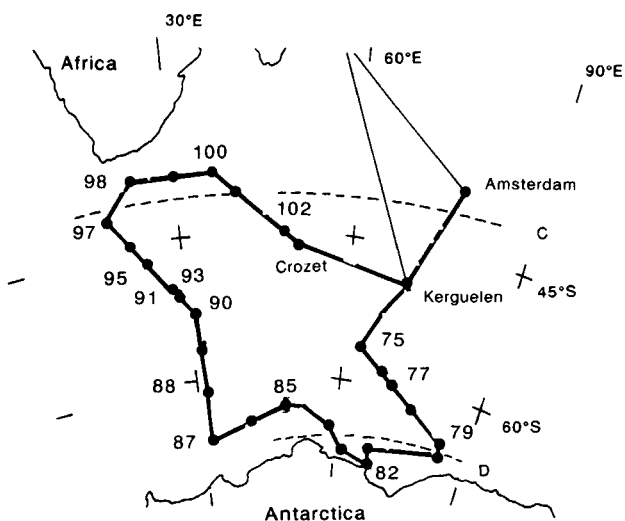 30°E
Africa
60°E
90°E
100
98
Amsterdam
102
97
C
Crozet
95
93
91
90
Kerguelen
45°S
75
77
88
85
79
60°S
87
82
D
Antarctica